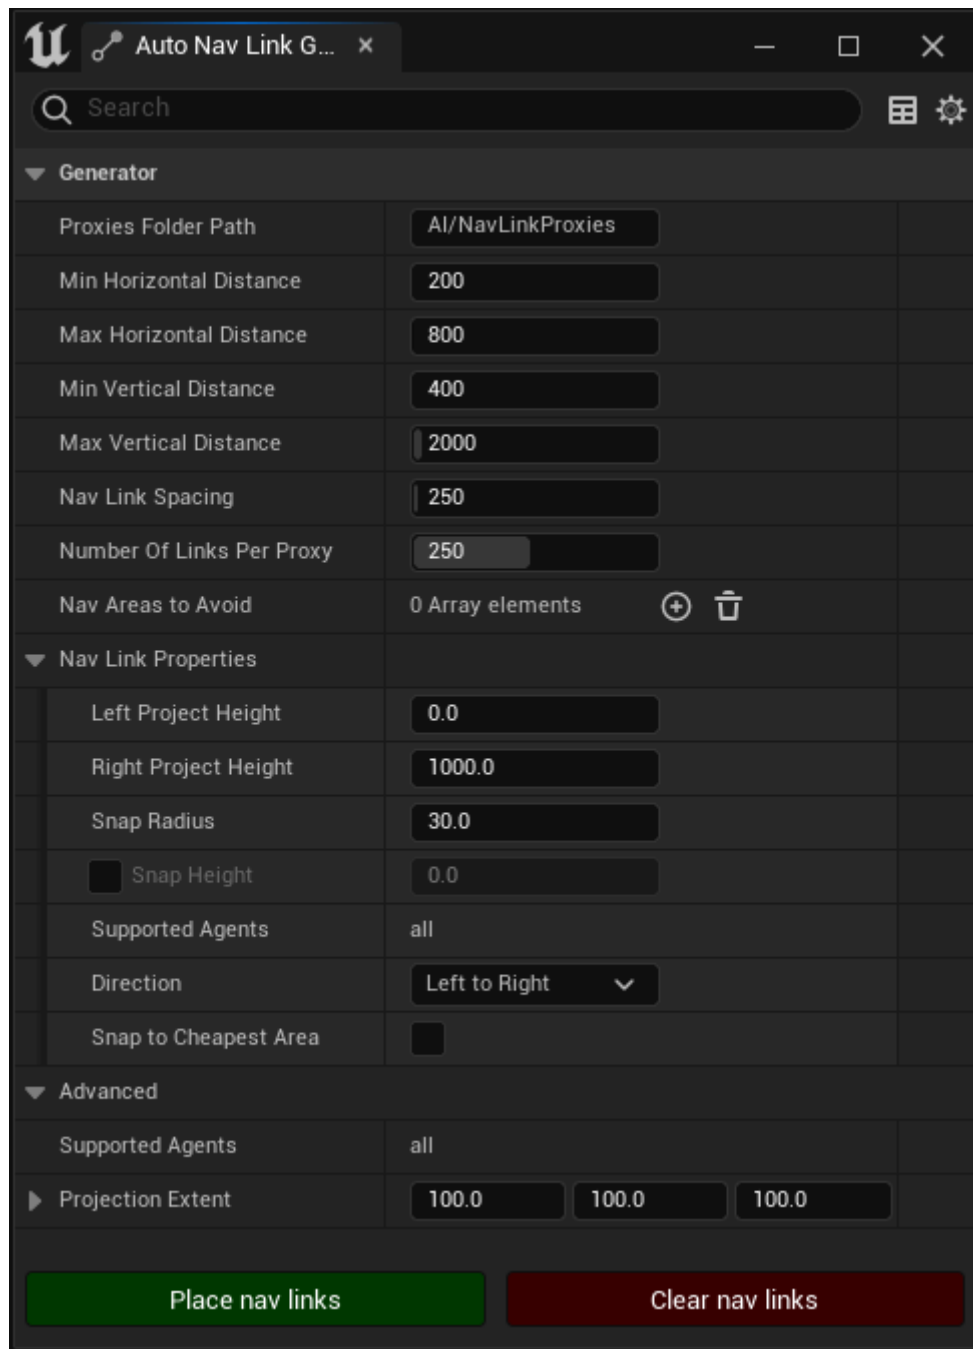 Auto Nav Link G...
Search
Generator
Proxies Folder Path AI/NavLinkProxies
Min Horizontal Distance 200
Max Horizontal Distance 800
Min Vertical Distance 400
Max Vertical Distance 2000
Nav Link Spacing 250
Number Of Links Per Proxy 250
Nav Areas to Avoid 0 Array elements
Nav Link Properties
Left Project Height 0.0
Right Project Height 1000.0
Snap Radius 30.0
Snap Height 0.0
Supported Agents all
Direction Left to Right
Snap to Cheapest Area
Advanced
Supported Agents all
Projection Extent 100.0 100.0 100.0
Place nav links Clear nav links